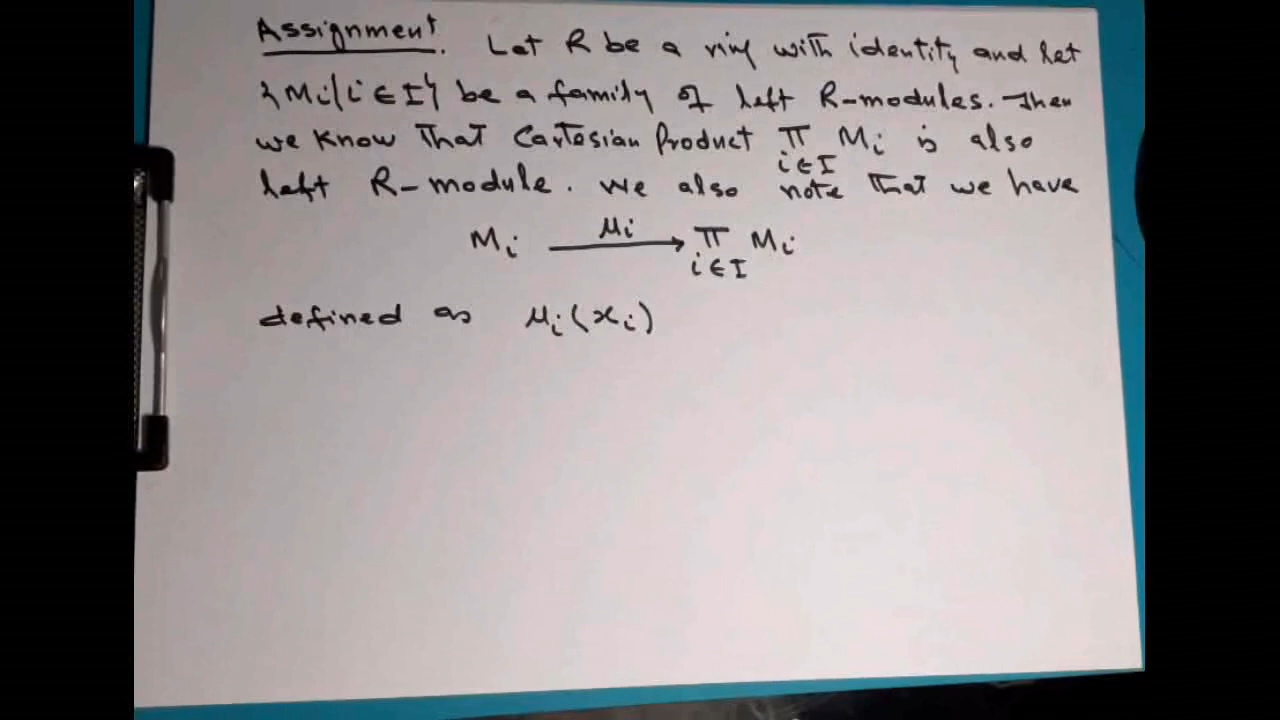 Assignment. Let R be a ring with identity and let
{Mi | i ∈ I} be a family of left R-modules. Then
we know that Cartesian Product π Mi is also
i ∈ I
left R-module. we also note that we have
Mi μi π Mi
i ∈ I
defined as μi(xi)